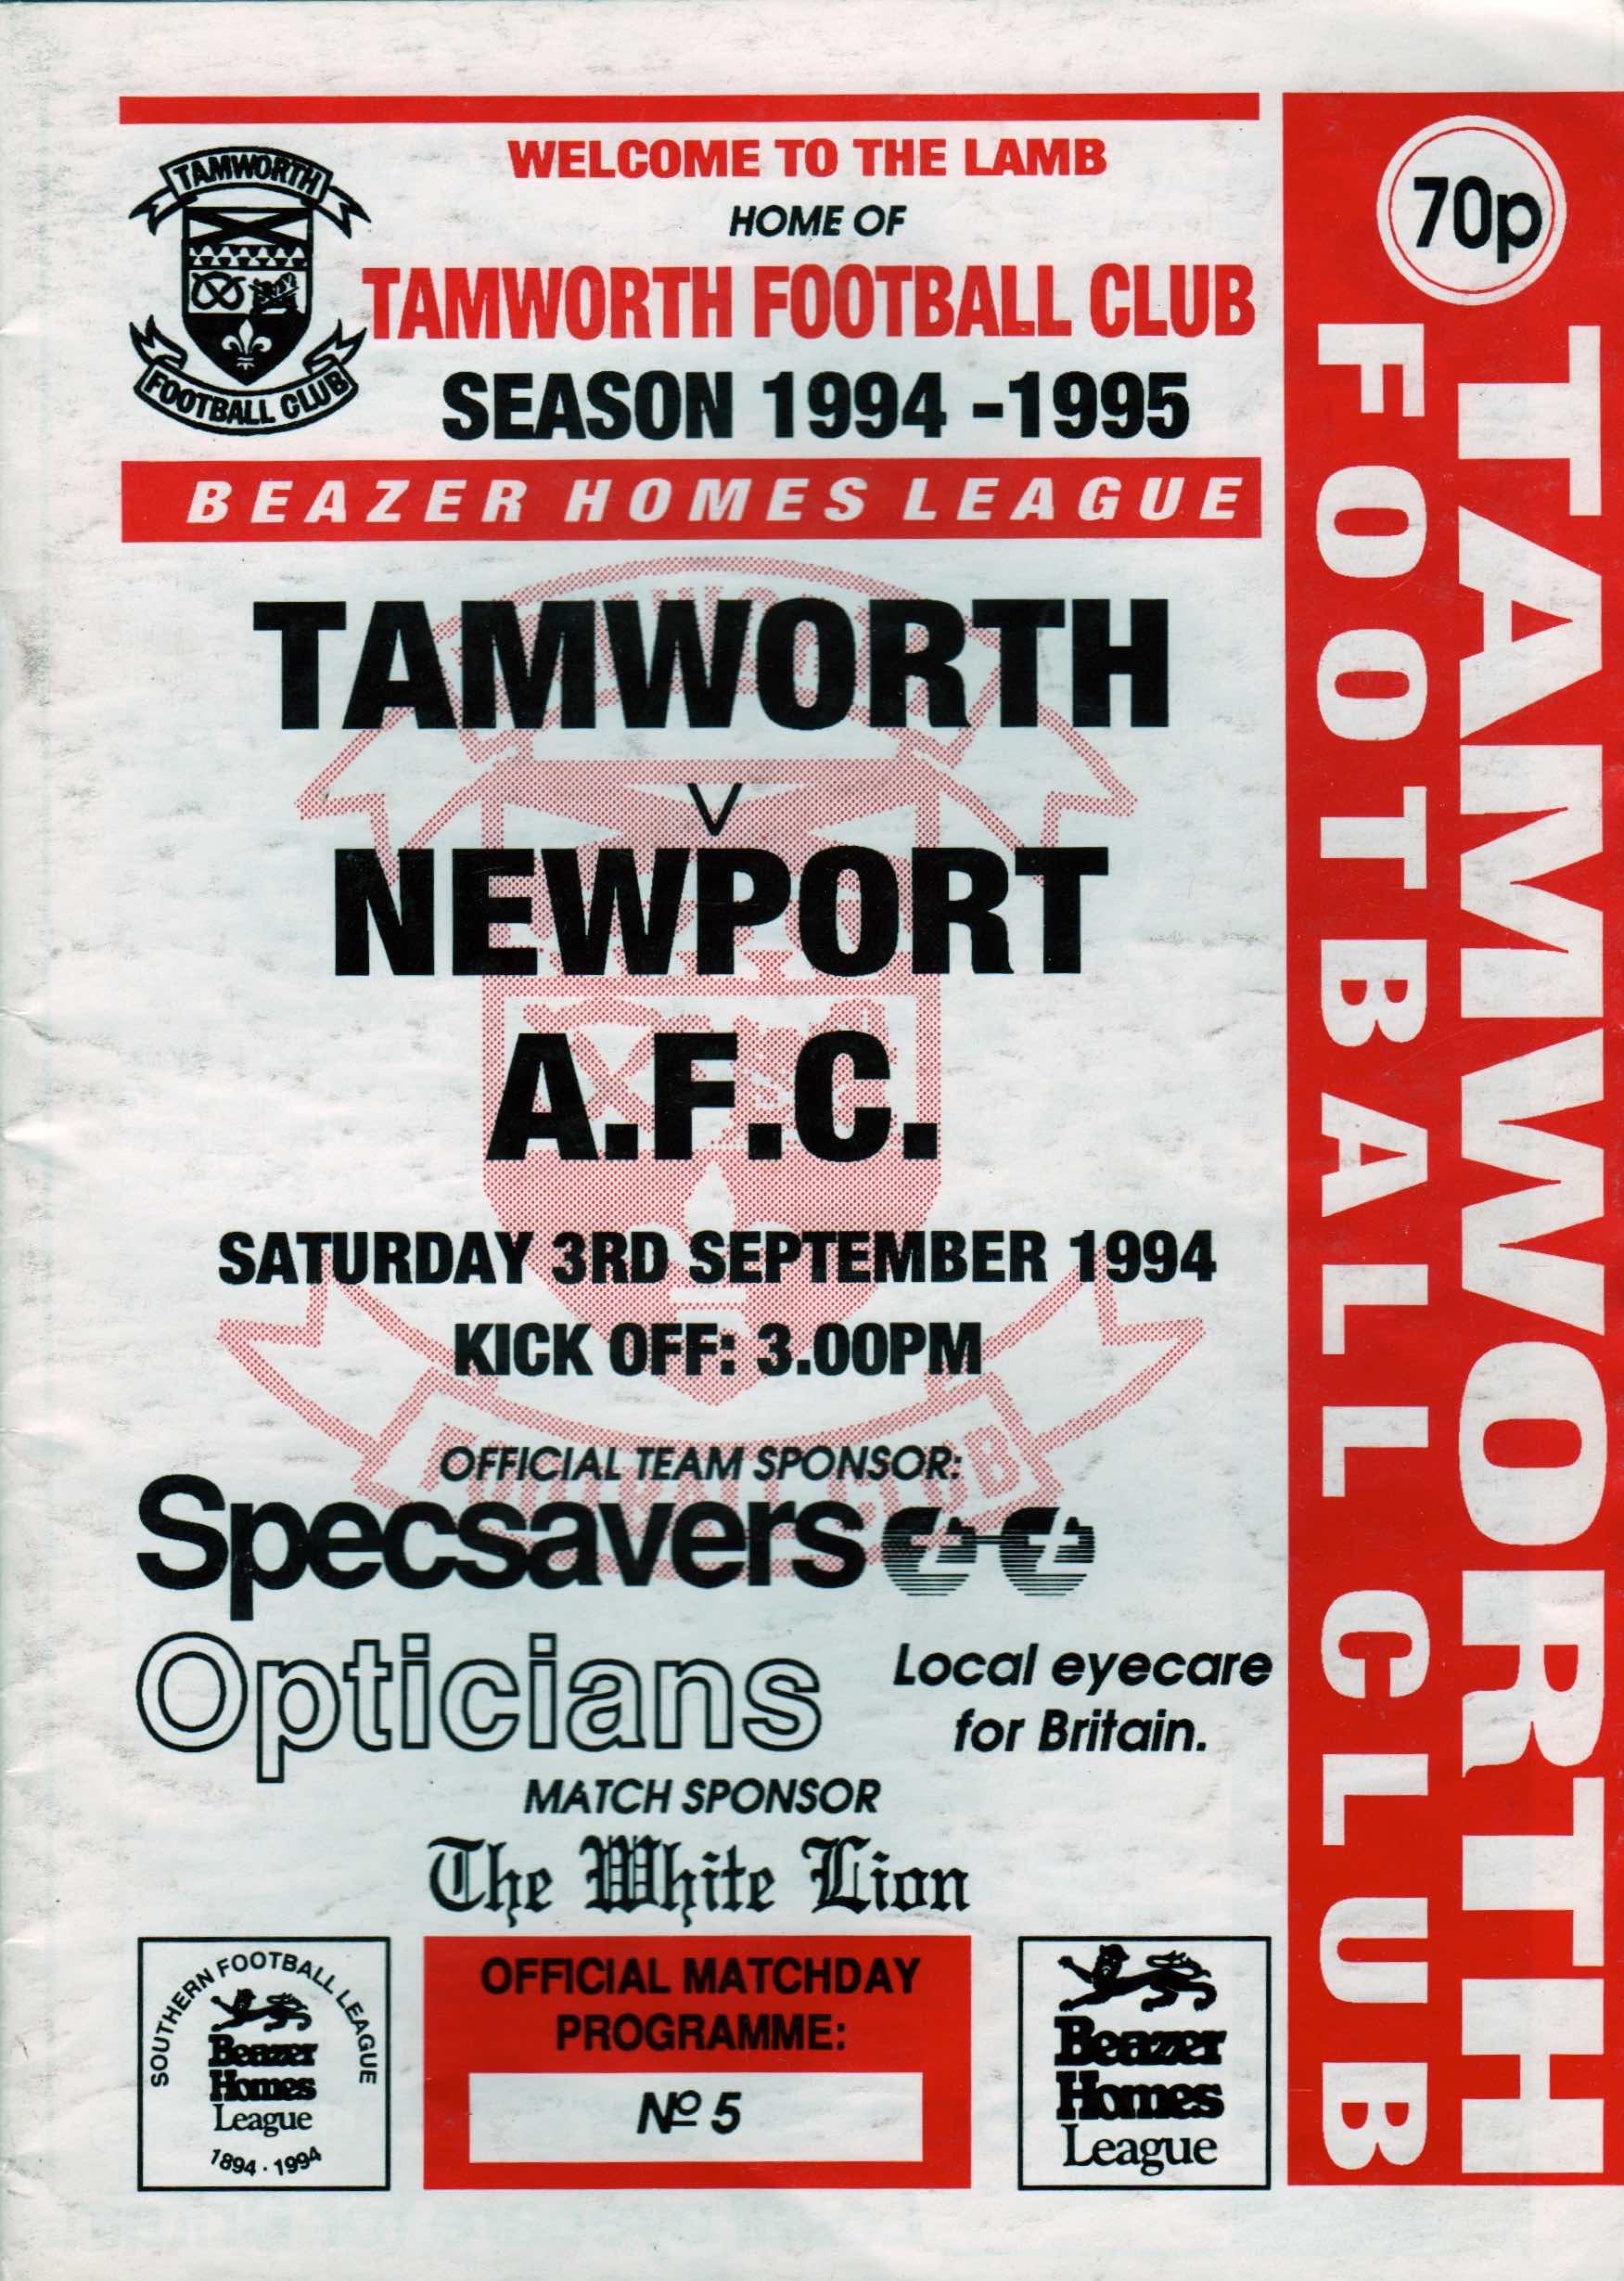 WELCOME TO THE LAMB
HOME OF
TAMWORTH FOOTBALL CLUB
SEASON 1994 -1995
TAMWORTH
FOOTBALL CLUB
70p
BEAZER HOMES LEAGUE
TAMWORTH
V
NEWPORT
A.F.C.
SATURDAY 3RD SEPTEMBER 1994
KICK OFF: 3.00PM
OFFICIAL TEAM SPONSOR:
Specsavers
Opticians
Local eyecare
for Britain.
MATCH SPONSOR
The White Lion
SOUTHERN FOOTBALL LEAGUE
Beazer
Homes
League
1894 · 1994
OFFICIAL MATCHDAY
PROGRAMME:
Nº 5
Beazer
Homes
League
TAMWORTH
FOOTBALL CLUB